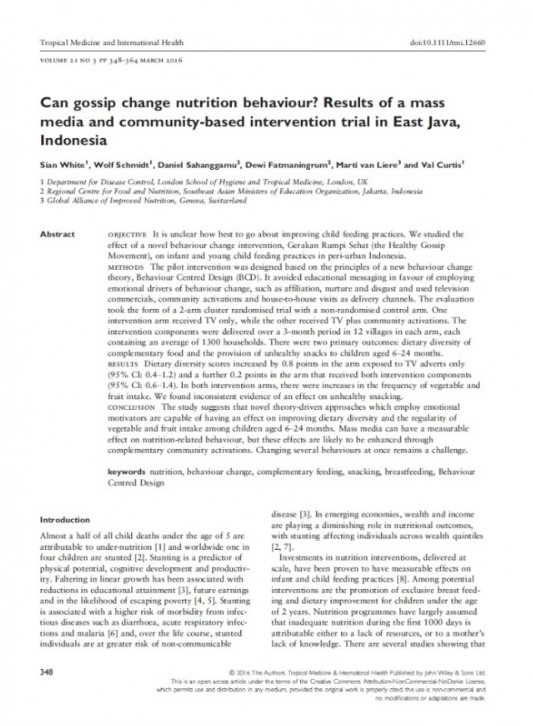 Tropical Medicine and International Health
doi:10.1111/tmi.12660
VOLUME 21 NO 3 PP 348–364 MARCH 2016
Can gossip change nutrition behaviour? Results of a mass
media and community-based intervention trial in East Java,
Indonesia
Sian White1, Wolf Schmidt1, Daniel Sahanggamu2, Dewi Fatmaningrum2, Marti van Liere3 and Val Curtis1
1 Department for Disease Control, London School of Hygiene and Tropical Medicine, London, UK
2 Regional Centre for Food and Nutrition, Southeast Asian Ministers of Education Organization, Jakarta, Indonesia
3 Global Alliance of Improved Nutrition, Geneva, Switzerland
Abstract
OBJECTIVE It is unclear how best to go about improving child feeding practices. We studied the
effect of a novel behaviour change intervention, Gerakan Rumpi Sehat (the Healthy Gossip
Movement), on infant and young child feeding practices in peri-urban Indonesia.
METHODS The pilot intervention was designed based on the principles of a new behaviour change
theory, Behaviour Centred Design (BCD). It avoided educational messaging in favour of employing
emotional drivers of behaviour change, such as affiliation, nurture and disgust and used television
commercials, community activations and house-to-house visits as delivery channels. The evaluation
took the form of a 2-arm cluster randomised trial with a non-randomised control arm. One
intervention arm received TV only, while the other received TV plus community activations. The
intervention components were delivered over a 3-month period in 12 villages in each arm, each
containing an average of 1300 households. There were two primary outcomes: dietary diversity of
complementary food and the provision of unhealthy snacks to children aged 6–24 months.
RESULTS Dietary diversity scores increased by 0.8 points in the arm exposed to TV adverts only
(95% CI: 0.4–1.2) and a further 0.2 points in the arm that received both intervention components
(95% CI: 0.6–1.4). In both intervention arms, there were increases in the frequency of vegetable and
fruit intake. We found inconsistent evidence of an effect on unhealthy snacking.
CONCLUSION The study suggests that novel theory-driven approaches which employ emotional
motivators are capable of having an effect on improving dietary diversity and the regularity of
vegetable and fruit intake among children aged 6–24 months. Mass media can have a measurable
effect on nutrition-related behaviour, but these effects are likely to be enhanced through
complementary community activations. Changing several behaviours at once remains a challenge.
keywords nutrition, behaviour change, complementary feeding, snacking, breastfeeding, Behaviour
Centred Design
Introduction
Almost a half of all child deaths under the age of 5 are
attributable to under-nutrition [1] and worldwide one in
four children are stunted [2]. Stunting is a predictor of
physical potential, cognitive development and productiv-
ity. Faltering in linear growth has been associated with
reductions in educational attainment [3], future earnings
and in the likelihood of escaping poverty [4, 5]. Stunting
is associated with a higher risk of morbidity from infec-
tious diseases such as diarrhoea, acute respiratory infec-
tions and malaria [6] and, over the life course, stunted
individuals are at greater risk of non-communicable
disease [3]. In emerging economies, wealth and income
are playing a diminishing role in nutritional outcomes,
with stunting affecting individuals across wealth quintiles
[2, 7].
Investments in nutrition interventions, delivered at
scale, have been proven to have measurable effects on
infant and child feeding practices [8]. Among potential
interventions are the promotion of exclusive breast feed-
ing and dietary improvement for children under the age
of 2 years. Nutrition programmes have largely assumed
that inadequate nutrition during the first 1000 days is
attributable either to a lack of resources, or to a mother's
lack of knowledge. There are several studies showing that
348
© 2016 The Authors. Tropical Medicine & International Health Published by John Wiley & Sons Ltd.
This is an open access article under the terms of the Creative Commons Attribution-NonCommercial-NoDerivs License,
which permits use and distribution in any medium, provided the original work is properly cited, the use is non-commercial and
no modifications or adaptations are made.